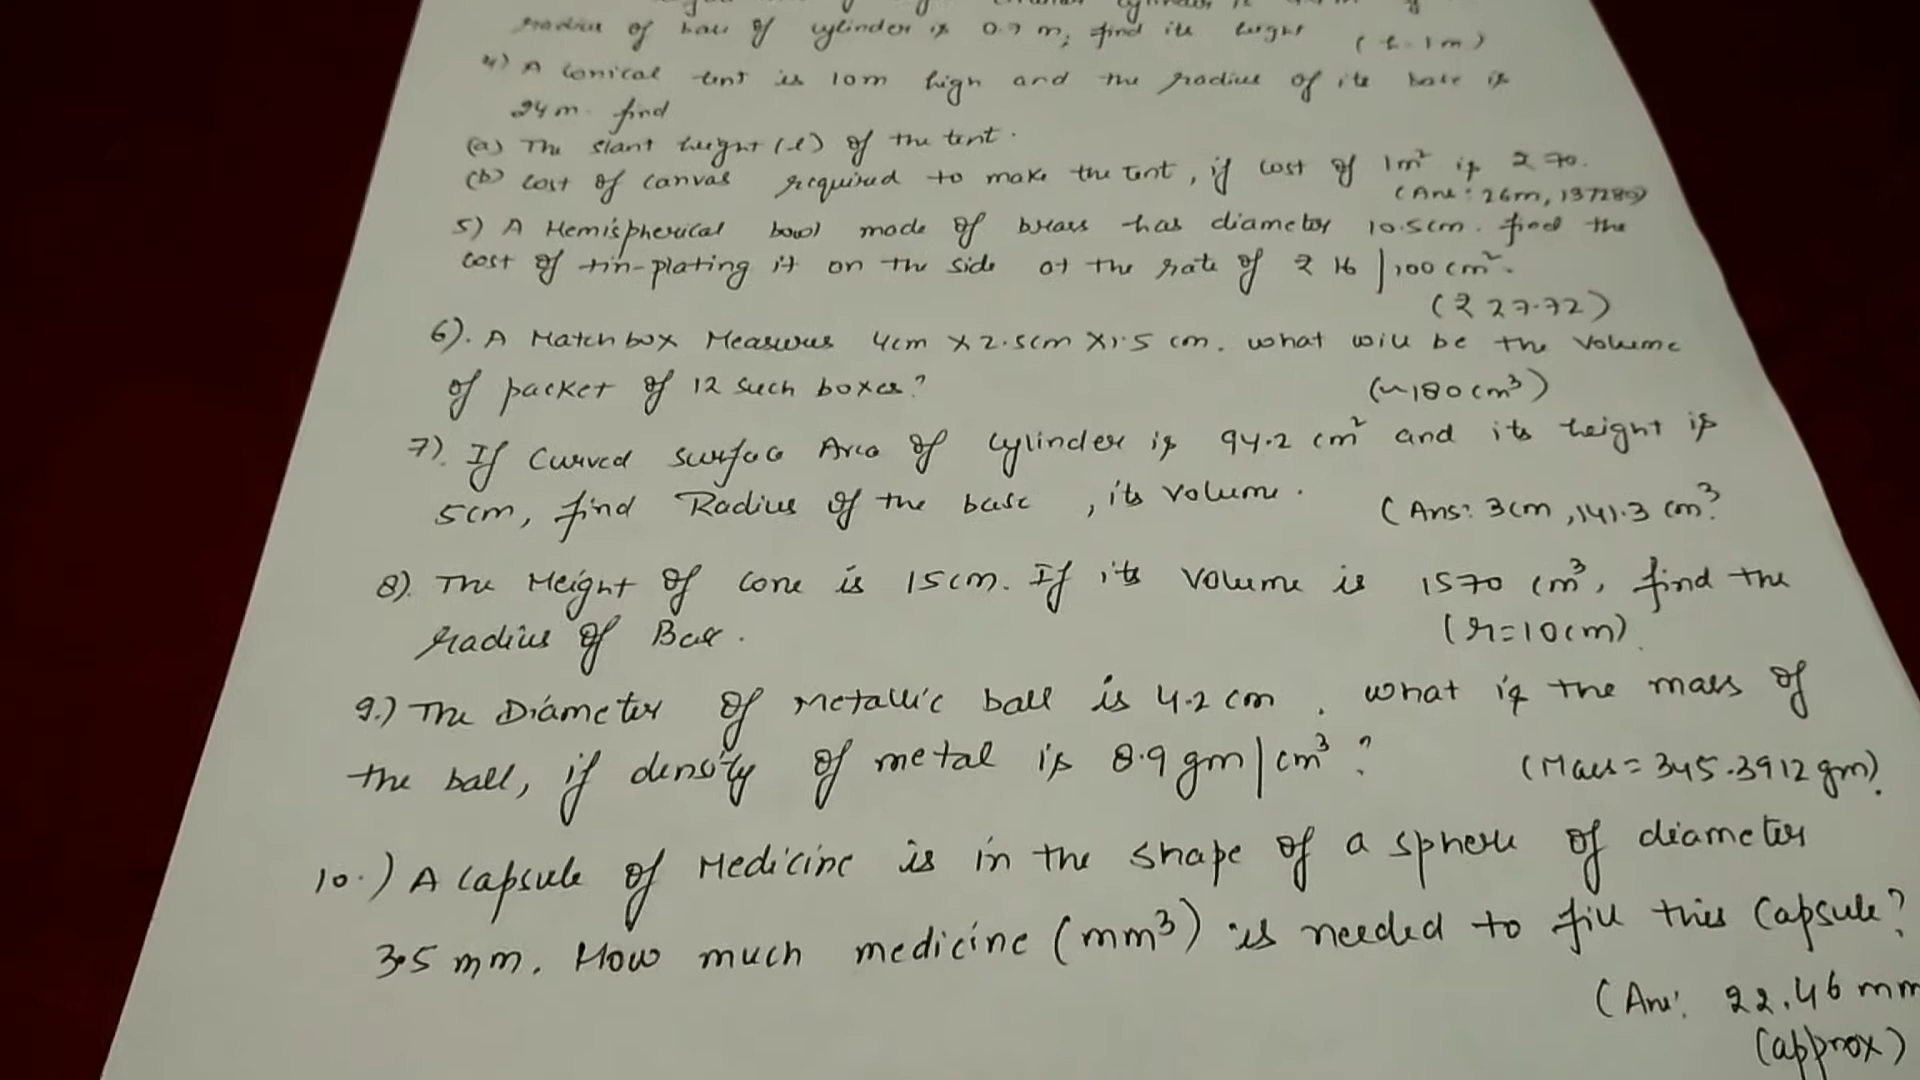 radius of base of cylinder is 0.7 m; find its height (h=1m)
4) A conical tent is 10m high and the radius of its base is
24m. find
(a) The slant height (l) of the tent.
(b) Cost of canvas required to make the tent, if cost of 1m² is ₹ 70.
(Ans: 26m, 137280)
5) A Hemispherical bowl made of brass has diameter 10.5cm. find the
cost of tin-plating it on the side at the rate of ₹ 16 | 100 cm².
(₹ 27.72)
6). A Matchbox Measures 4cm X 2.5cm X 1.5 cm. what will be the volume
of packet of 12 such boxes? (~180cm³)
7). If Curved surface Area of cylinder is 94.2 cm² and its height is
5cm, find Radius of the base , its volume. (Ans: 3cm, 141.3 cm³
8). The Height of cone is 15cm. If its volume is 1570 cm³, find the
radius of Base. (r=10cm)
9.) The Diameter of metallic ball is 4.2 cm . what is the mass of
the ball, if density of metal is 8.9 gm|cm³? (Mass = 345.3912 gm).
10.) A capsule of Medicine is in the shape of a sphere of diameter
3.5 mm. How much medicine (mm³) is needed to fill this Capsule?
(Ans: 22.46 mm
(approx)